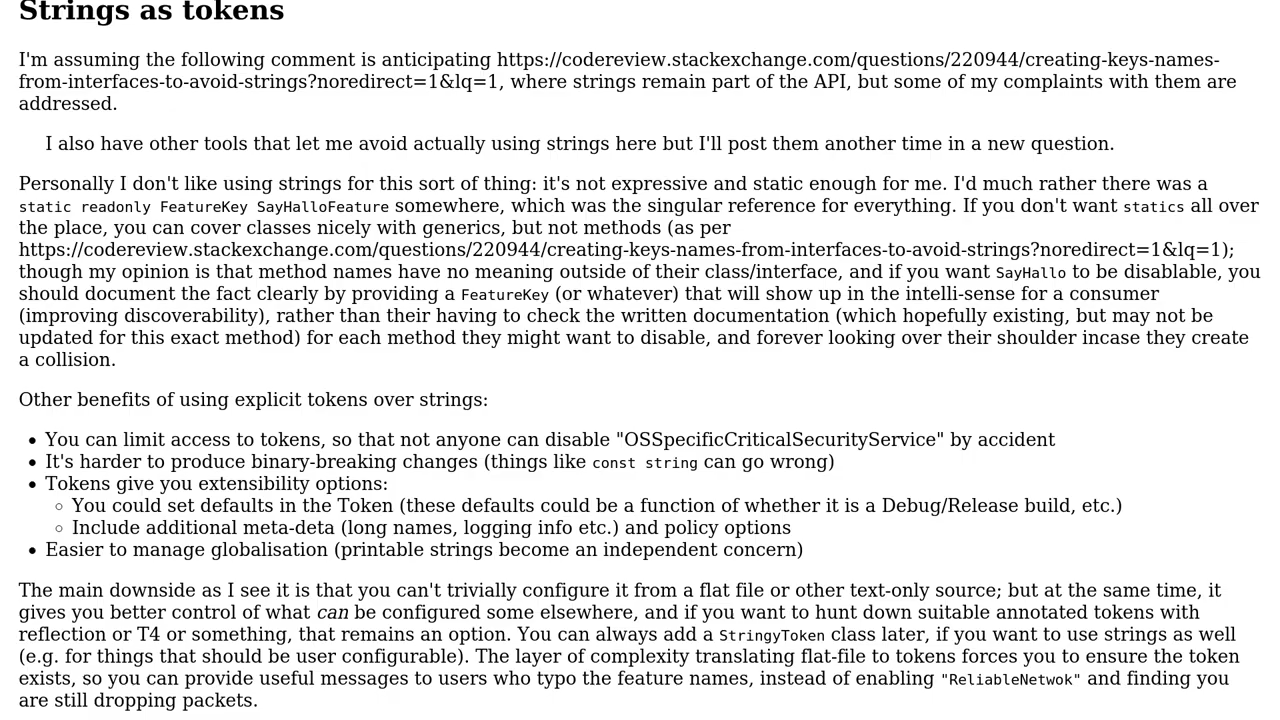 Strings as tokens
I'm assuming the following comment is anticipating https://codereview.stackexchange.com/questions/220944/creating-keys-names-
from-interfaces-to-avoid-strings?noredirect=1&lq=1, where strings remain part of the API, but some of my complaints with them are
addressed.
I also have other tools that let me avoid actually using strings here but I'll post them another time in a new question.
Personally I don't like using strings for this sort of thing: it's not expressive and static enough for me. I'd much rather there was a
static readonly FeatureKey SayHalloFeature somewhere, which was the singular reference for everything. If you don't want statics all over
the place, you can cover classes nicely with generics, but not methods (as per
https://codereview.stackexchange.com/questions/220944/creating-keys-names-from-interfaces-to-avoid-strings?noredirect=1&lq=1);
though my opinion is that method names have no meaning outside of their class/interface, and if you want SayHallo to be disablable, you
should document the fact clearly by providing a FeatureKey (or whatever) that will show up in the intelli-sense for a consumer
(improving discoverability), rather than their having to check the written documentation (which hopefully existing, but may not be
updated for this exact method) for each method they might want to disable, and forever looking over their shoulder incase they create
a collision.
Other benefits of using explicit tokens over strings:
• You can limit access to tokens, so that not anyone can disable "OSSpecificCriticalSecurityService" by accident
• It's harder to produce binary-breaking changes (things like const string can go wrong)
• Tokens give you extensibility options:
◦ You could set defaults in the Token (these defaults could be a function of whether it is a Debug/Release build, etc.)
◦ Include additional meta-deta (long names, logging info etc.) and policy options
• Easier to manage globalisation (printable strings become an independent concern)
The main downside as I see it is that you can't trivially configure it from a flat file or other text-only source; but at the same time, it
gives you better control of what can be configured some elsewhere, and if you want to hunt down suitable annotated tokens with
reflection or T4 or something, that remains an option. You can always add a StringyToken class later, if you want to use strings as well
(e.g. for things that should be user configurable). The layer of complexity translating flat-file to tokens forces you to ensure the token
exists, so you can provide useful messages to users who typo the feature names, instead of enabling "ReliableNetwok" and finding you
are still dropping packets.